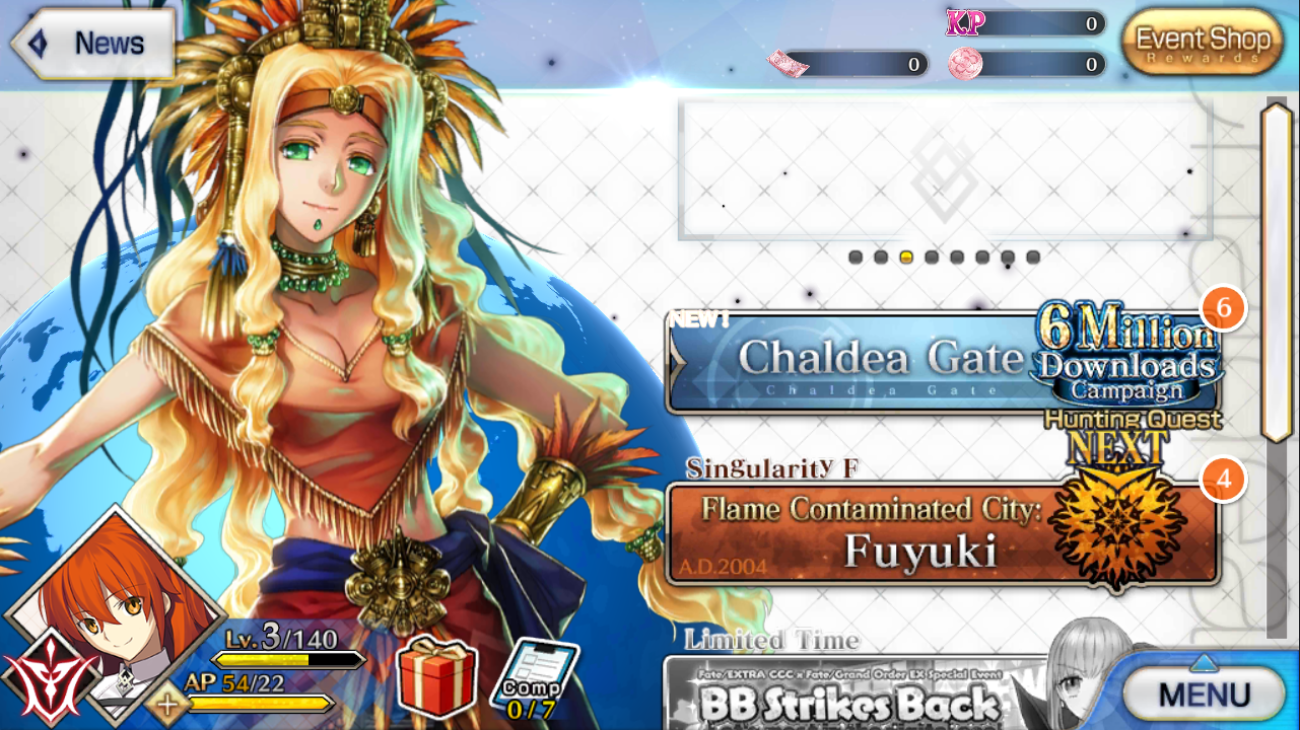 News
KP 0
0
0
Event Shop
Rewards
NEW!
Chaldea Gate
Chaldea Gate
6 Million
Downloads
Campaign
6
Hunting Quest
NEXT
4
Singularity F
Flame Contaminated City:
Fuyuki
A.D.2004
Limited Time
Fate/EXTRA CCC x Fate/Grand Order EX Special Event
BB Strikes Back
Lv.3/140
AP 54/22
Comp
0/7
MENU